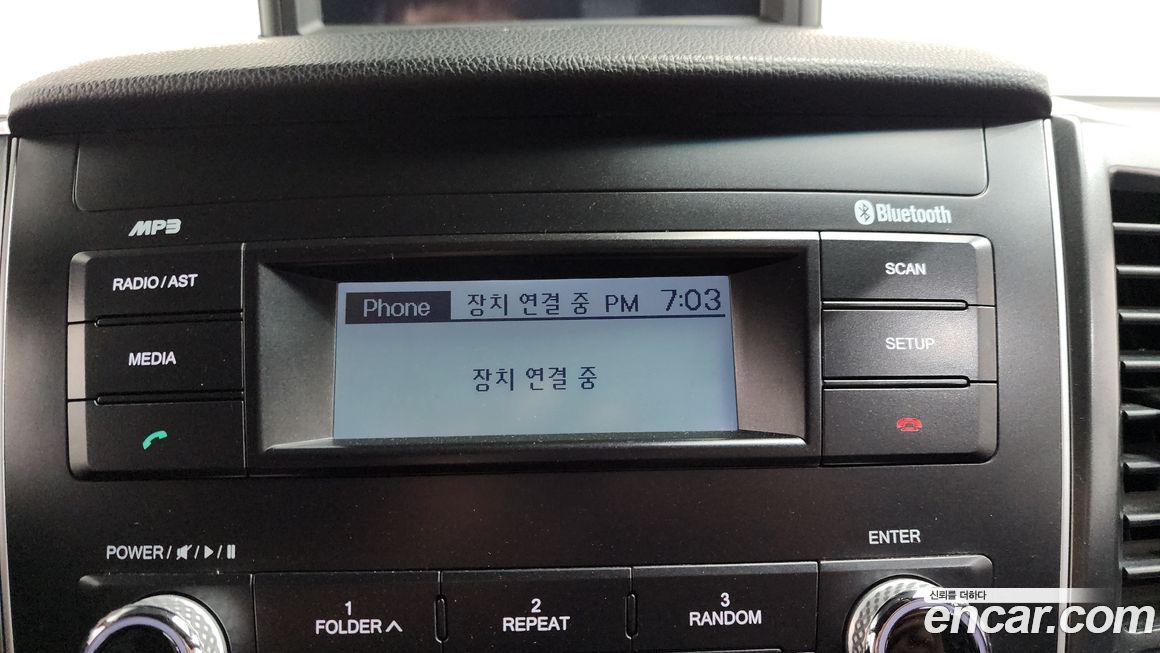 MP3
Bluetooth
RADIO/AST
SCAN
Phone 장치 연결 중 PM 7:03
MEDIA
SETUP
장치 연결 중
POWER/
ENTER
1
FOLDER
2
REPEAT
3
RANDOM
신뢰를 더하다
encar.com